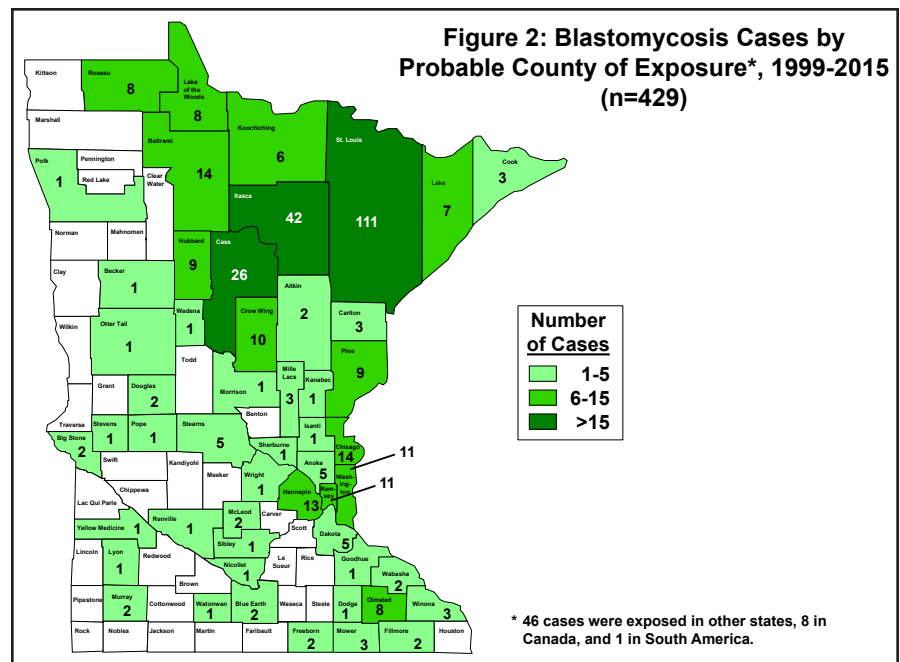 Figure 2: Blastomycosis Cases by
Probable County of Exposure*, 1999-2015
(n=429)
Kittson
Roseau
8
Lake
of the
Woods
8
Marshall
Koochiching
6
St. Louis
111
Beltrami
14
Polk
1
Pennington
Red Lake
Clear
Water
Cook
3
Lake
7
Itasca
42
Norman
Mahnomen
Hubbard
9
Cass
26
Clay
Becker
1
Aitkin
2
Wadena
1
Crow Wing
10
Carlton
3
Wilkin
Otter Tail
1
Todd
Pine
9
Mille
Lacs
3
Kanabec
1
Morrison
1
Grant
Douglas
2
Benton
Traverse
Stevens
1
Pope
1
Stearns
5
Isanti
1
Big Stone
2
Sherburne
1
Chisago
14
Swift
Kandiyohi
Meeker
Anoka
5
Wash-
ing-
ton
11
Wright
1
Hennepin
13
Ram-
sey
11
Chippewa
Lac Qui Parle
McLeod
2
Carver
Renville
1
Scott
Yellow Medicine
1
Dakota
5
Sibley
1
Lincoln
Lyon
1
Redwood
Nicollet
1
Le
Sueur
Rice
Goodhue
1
Wabasha
2
Brown
Pipestone
Murray
2
Cottonwood
Watonwan
1
Blue Earth
2
Waseca
Steele
Dodge
1
Olmsted
8
Winona
3
Rock
Nobles
Jackson
Martin
Faribault
Freeborn
2
Mower
3
Fillmore
2
Houston
Number
of Cases
1-5
6-15
>15
* 46 cases were exposed in other states, 8 in
Canada, and 1 in South America.